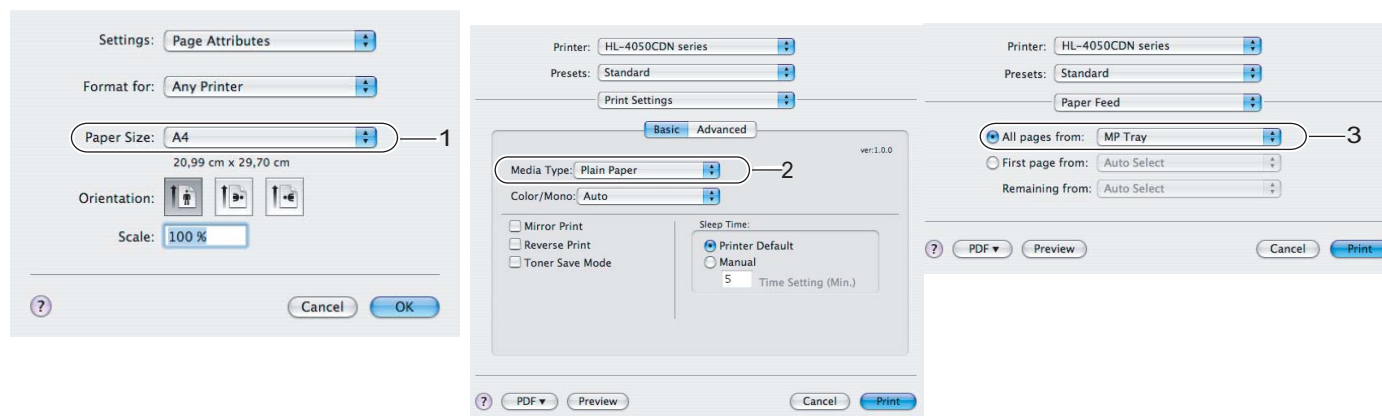 Settings: Page Attributes
Format for: Any Printer
Paper Size: A4 1
20,99 cm x 29,70 cm
Orientation:
Scale: 100 %
? Cancel OK
Printer: HL-4050CDN series
Presets: Standard
Print Settings
Basic Advanced
ver:1.0.0
Media Type: Plain Paper 2
Color/Mono: Auto
Mirror Print
Reverse Print
Toner Save Mode
Sleep Time:
Printer Default
Manual
5 Time Setting (Min.)
? PDF Preview Cancel Print
Printer: HL-4050CDN series
Presets: Standard
Paper Feed
All pages from: MP Tray 3
First page from: Auto Select
Remaining from: Auto Select
? PDF Preview Cancel Print